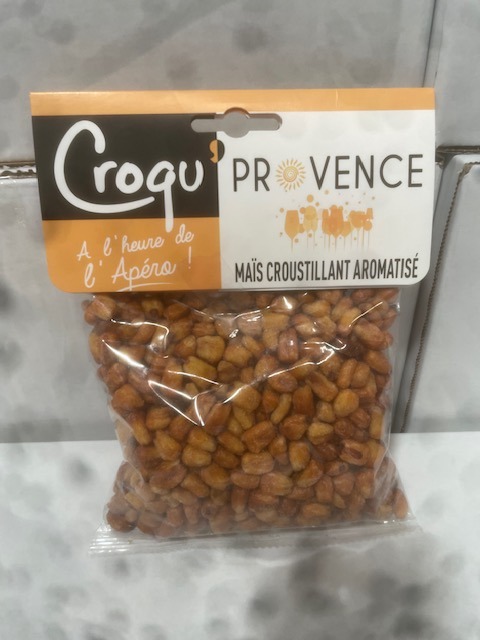 Croqu'
PROVENCE
A l'heure de
l'Apéro !
MAÏS CROUSTILLANT AROMATISÉ